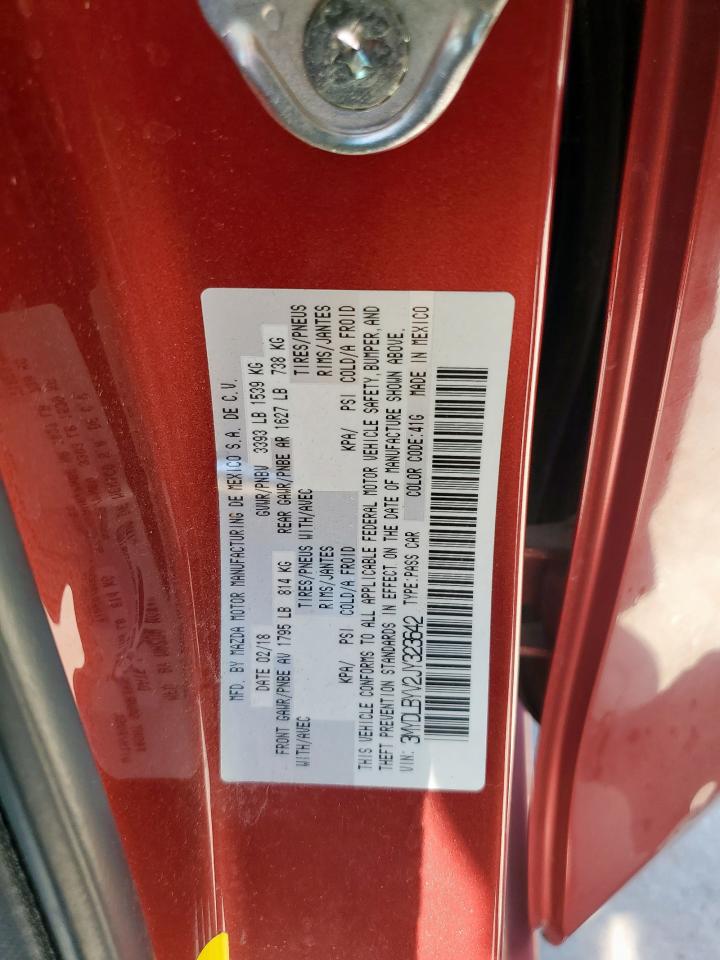 MFD. BY MAZDA MOTOR MANUFACTURING DE MEXICO S.A. DE C.V.
DATE 02/18 GVWR/PNBV 3393 LB 1539 KG
FRONT GAWR/PNBE AV 1795 LB 814 KG REAR GAWR/PNBE AR 1627 LB 738 KG
WITH/AVEC TIRES/PNEUS WITH/AVEC TIRES/PNEUS
RIMS/JANTES RIMS/JANTES
KPA/ PSI COLD/A FROID KPA/ PSI COLD/A FROID
THIS VEHICLE CONFORMS TO ALL APPLICABLE FEDERAL MOTOR VEHICLE SAFETY, BUMPER, AND
THEFT PREVENTION STANDARDS IN EFFECT ON THE DATE OF MANUFACTURE SHOWN ABOVE.
VIN: 3MYDLBYV2JY323642 TYPE:PASS CAR COLOR CODE:41G MADE IN MEXICO